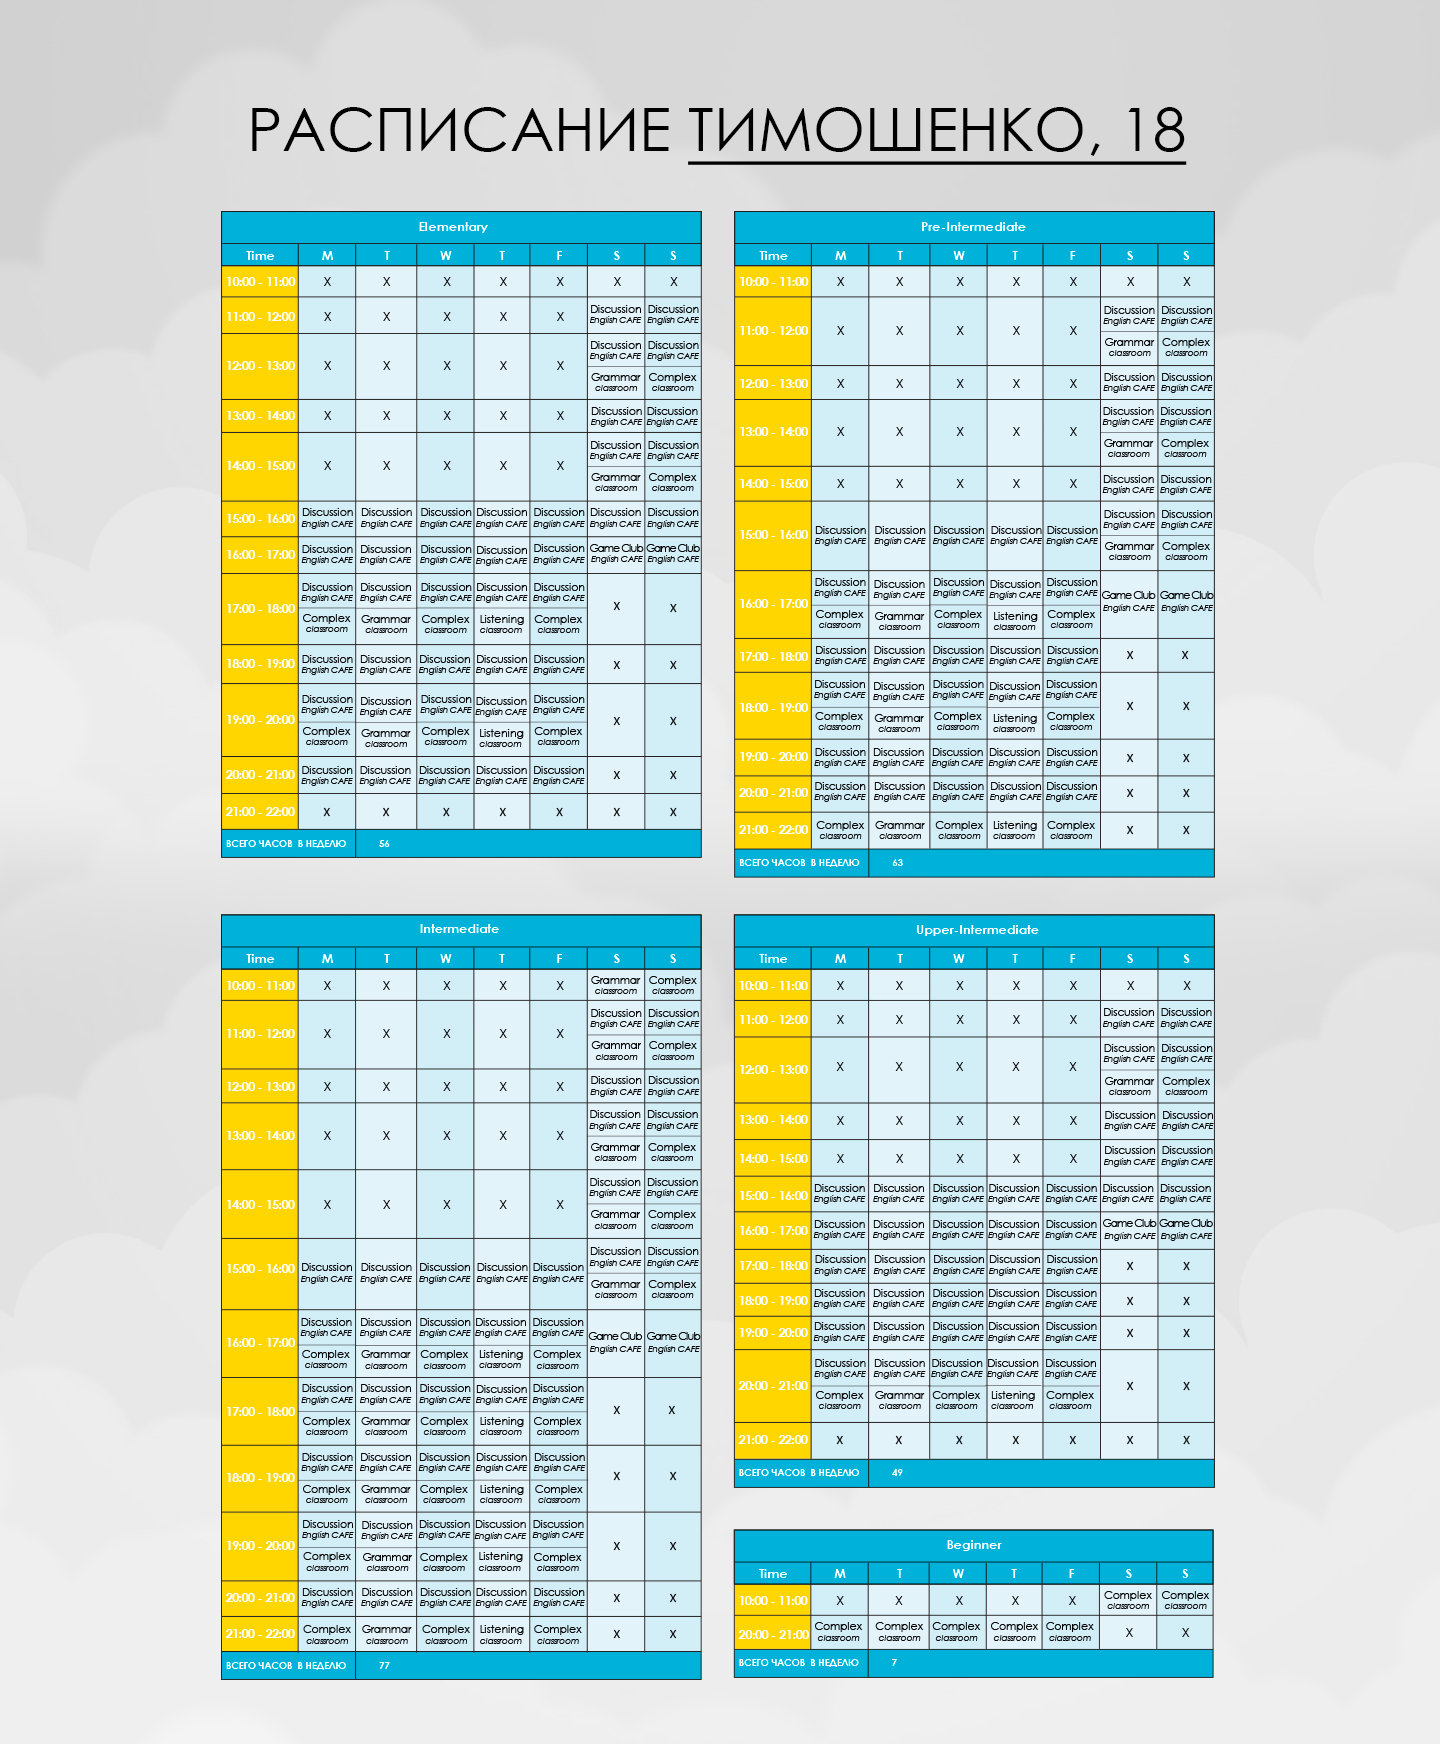 РАСПИСАНИЕ ТИМОШЕНКО, 18
Elementary
Time M T W T F S S
10:00 - 11:00 X X X X X X X
11:00 - 12:00 X X X X X Discussion English CAFE Discussion English CAFE
12:00 - 13:00 X X X X X Discussion English CAFE Discussion English CAFE
Grammar classroom Complex classroom
13:00 - 14:00 X X X X X Discussion English CAFE Discussion English CAFE
14:00 - 15:00 X X X X X Discussion English CAFE Discussion English CAFE
Grammar classroom Complex classroom
15:00 - 16:00 Discussion English CAFE Discussion English CAFE Discussion English CAFE Discussion English CAFE Discussion English CAFE Discussion English CAFE Discussion English CAFE
16:00 - 17:00 Discussion English CAFE Discussion English CAFE Discussion English CAFE Discussion English CAFE Discussion English CAFE Game Club English CAFE Game Club English CAFE
17:00 - 18:00 Discussion English CAFE Discussion English CAFE Discussion English CAFE Discussion English CAFE Discussion English CAFE X X
Complex classroom Grammar classroom Complex classroom Listening classroom Complex classroom
18:00 - 19:00 Discussion English CAFE Discussion English CAFE Discussion English CAFE Discussion English CAFE Discussion English CAFE X X
19:00 - 20:00 Discussion English CAFE Discussion English CAFE Discussion English CAFE Discussion English CAFE Discussion English CAFE X X
Complex classroom Grammar classroom Complex classroom Listening classroom Complex classroom
20:00 - 21:00 Discussion English CAFE Discussion English CAFE Discussion English CAFE Discussion English CAFE Discussion English CAFE X X
21:00 - 22:00 X X X X X X X
ВСЕГО ЧАСОВ В НЕДЕЛЮ 56
Pre-Intermediate
Time M T W T F S S
10:00 - 11:00 X X X X X X X
11:00 - 12:00 X X X X X Discussion English CAFE Discussion English CAFE
Grammar classroom Complex classroom
12:00 - 13:00 X X X X X Discussion English CAFE Discussion English CAFE
13:00 - 14:00 X X X X X Discussion English CAFE Discussion English CAFE
Grammar classroom Complex classroom
14:00 - 15:00 X X X X X Discussion English CAFE Discussion English CAFE
15:00 - 16:00 Discussion English CAFE Discussion English CAFE Discussion English CAFE Discussion English CAFE Discussion English CAFE Discussion English CAFE Discussion English CAFE
Grammar classroom Complex classroom
16:00 - 17:00 Discussion English CAFE Discussion English CAFE Discussion English CAFE Discussion English CAFE Discussion English CAFE Game Club English CAFE Game Club English CAFE
Complex classroom Grammar classroom Complex classroom Listening classroom Complex classroom
17:00 - 18:00 Discussion English CAFE Discussion English CAFE Discussion English CAFE Discussion English CAFE Discussion English CAFE X X
18:00 - 19:00 Discussion English CAFE Discussion English CAFE Discussion English CAFE Discussion English CAFE Discussion English CAFE X X
Complex classroom Grammar classroom Complex classroom Listening classroom Complex classroom
19:00 - 20:00 Discussion English CAFE Discussion English CAFE Discussion English CAFE Discussion English CAFE Discussion English CAFE X X
20:00 - 21:00 Discussion English CAFE Discussion English CAFE Discussion English CAFE Discussion English CAFE Discussion English CAFE X X
21:00 - 22:00 Complex classroom Grammar classroom Complex classroom Listening classroom Complex classroom X X
ВСЕГО ЧАСОВ В НЕДЕЛЮ 63
Intermediate
Time M T W T F S S
10:00 - 11:00 X X X X X Grammar classroom Complex classroom
11:00 - 12:00 X X X X X Discussion English CAFE Discussion English CAFE
Grammar classroom Complex classroom
12:00 - 13:00 X X X X X Discussion English CAFE Discussion English CAFE
13:00 - 14:00 X X X X X Discussion English CAFE Discussion English CAFE
Grammar classroom Complex classroom
14:00 - 15:00 X X X X X Discussion English CAFE Discussion English CAFE
Grammar classroom Complex classroom
15:00 - 16:00 Discussion English CAFE Discussion English CAFE Discussion English CAFE Discussion English CAFE Discussion English CAFE Discussion English CAFE Discussion English CAFE
Grammar classroom Complex classroom
16:00 - 17:00 Discussion English CAFE Discussion English CAFE Discussion English CAFE Discussion English CAFE Discussion English CAFE Game Club English CAFE Game Club English CAFE
Complex classroom Grammar classroom Complex classroom Listening classroom Complex classroom
17:00 - 18:00 Discussion English CAFE Discussion English CAFE Discussion English CAFE Discussion English CAFE Discussion English CAFE X X
Complex classroom Grammar classroom Complex classroom Listening classroom Complex classroom
18:00 - 19:00 Discussion English CAFE Discussion English CAFE Discussion English CAFE Discussion English CAFE Discussion English CAFE X X
Complex classroom Grammar classroom Complex classroom Listening classroom Complex classroom
19:00 - 20:00 Discussion English CAFE Discussion English CAFE Discussion English CAFE Discussion English CAFE Discussion English CAFE X X
Complex classroom Grammar classroom Complex classroom Listening classroom Complex classroom
20:00 - 21:00 Discussion English CAFE Discussion English CAFE Discussion English CAFE Discussion English CAFE Discussion English CAFE X X
21:00 - 22:00 Complex classroom Grammar classroom Complex classroom Listening classroom Complex classroom X X
ВСЕГО ЧАСОВ В НЕДЕЛЮ 77
Upper-Intermediate
Time M T W T F S S
10:00 - 11:00 X X X X X X X
11:00 - 12:00 X X X X X Discussion English CAFE Discussion English CAFE
12:00 - 13:00 X X X X X Discussion English CAFE Discussion English CAFE
Grammar classroom Complex classroom
13:00 - 14:00 X X X X X Discussion English CAFE Discussion English CAFE
14:00 - 15:00 X X X X X Discussion English CAFE Discussion English CAFE
15:00 - 16:00 Discussion English CAFE Discussion English CAFE Discussion English CAFE Discussion English CAFE Discussion English CAFE Discussion English CAFE Discussion English CAFE
16:00 - 17:00 Discussion English CAFE Discussion English CAFE Discussion English CAFE Discussion English CAFE Discussion English CAFE Game Club English CAFE Game Club English CAFE
17:00 - 18:00 Discussion English CAFE Discussion English CAFE Discussion English CAFE Discussion English CAFE Discussion English CAFE X X
18:00 - 19:00 Discussion English CAFE Discussion English CAFE Discussion English CAFE Discussion English CAFE Discussion English CAFE X X
19:00 - 20:00 Discussion English CAFE Discussion English CAFE Discussion English CAFE Discussion English CAFE Discussion English CAFE X X
20:00 - 21:00 Discussion English CAFE Discussion English CAFE Discussion English CAFE Discussion English CAFE Discussion English CAFE X X
Complex classroom Grammar classroom Complex classroom Listening classroom Complex classroom
21:00 - 22:00 X X X X X X X
ВСЕГО ЧАСОВ В НЕДЕЛЮ 49
Beginner
Time M T W T F S S
10:00 - 11:00 X X X X X Complex classroom Complex classroom
20:00 - 21:00 Complex classroom Complex classroom Complex classroom Complex classroom Complex classroom X X
ВСЕГО ЧАСОВ В НЕДЕЛЮ 7